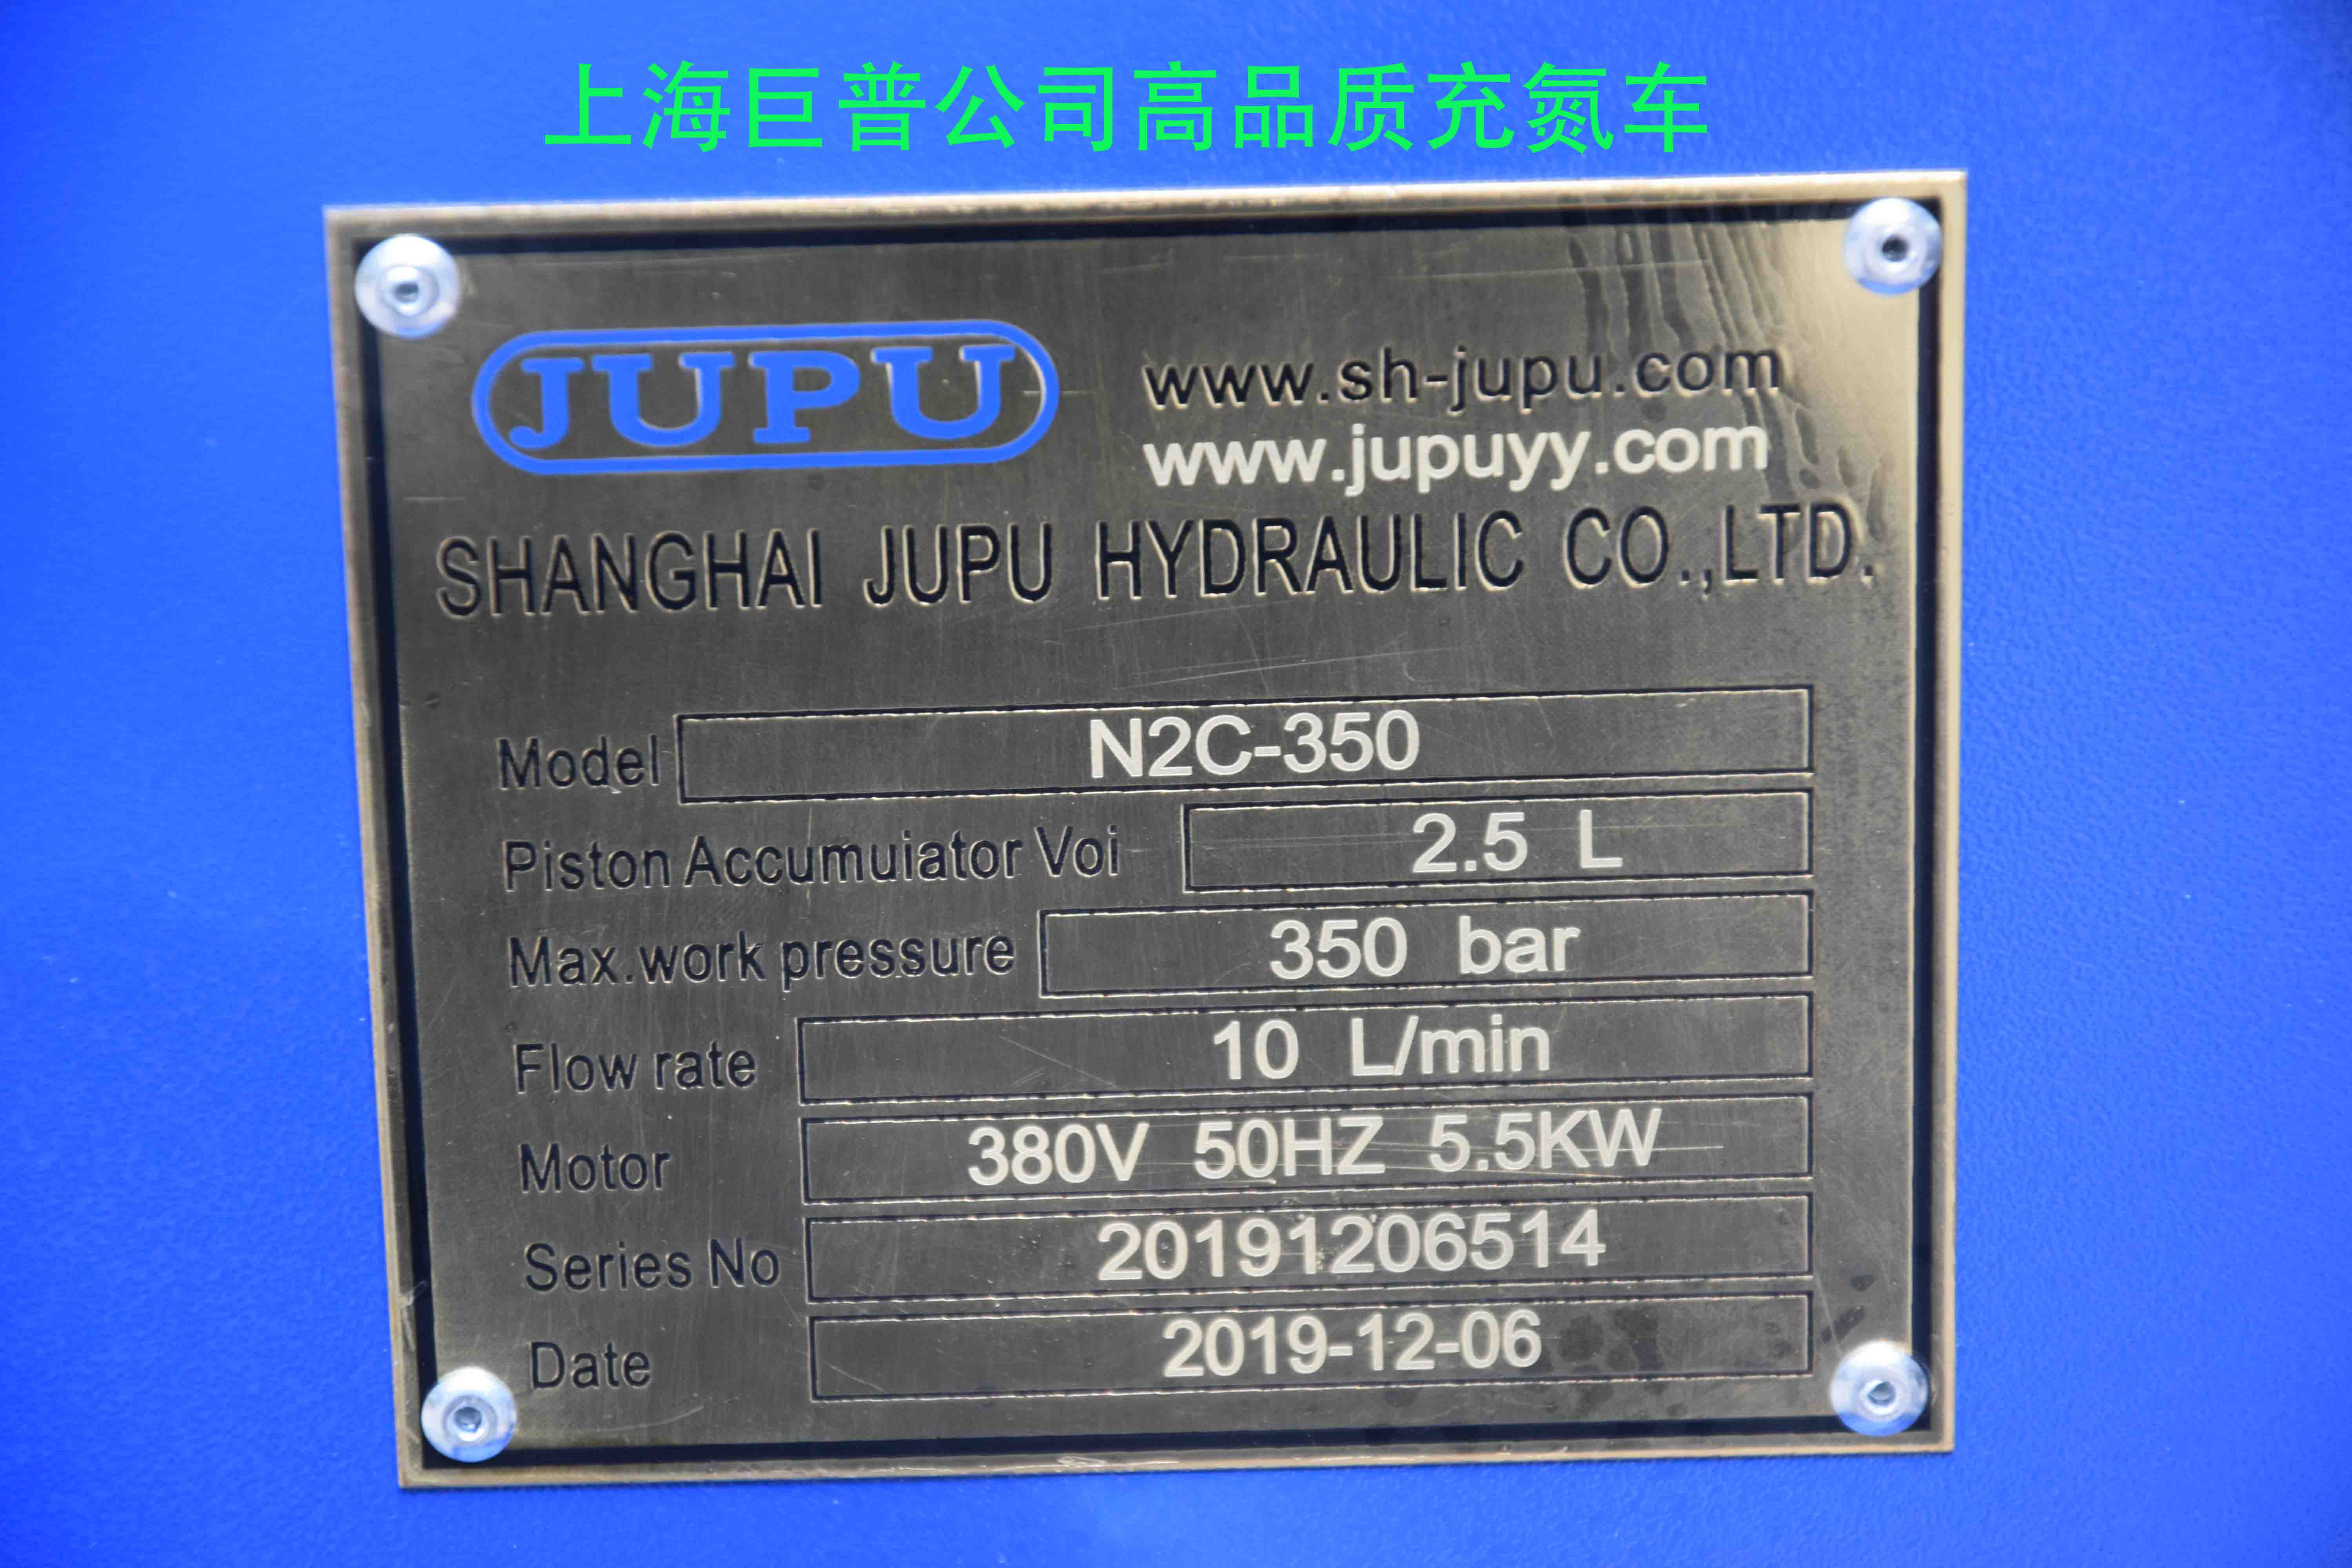 上海巨普公司高品质充氮车
JUPU
www.sh-jupu.com
www.jupuyy.com
SHANGHAI JUPU HYDRAULIC CO.,LTD.
Model N2C-350
Piston Accumuiator Voi 2.5 L
Max.work pressure 350 bar
Flow rate 10 L/min
Motor 380V 50HZ 5.5KW
Series No 20191206514
Date 2019-12-06